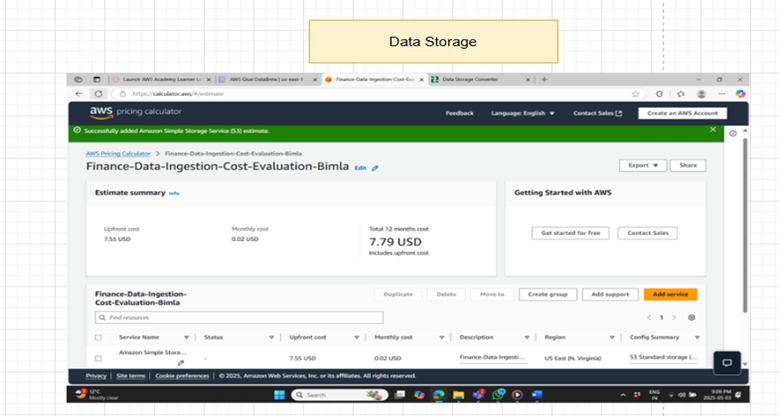 Data Storage
Launch AWS Academy Learner L
AWS Glue DataBrew | us-east-1
Finance-Data-Ingestion-Cost-Ev
Data Storage Converter
https://calculator.aws/#/estimate
aws pricing calculator
Feedback
Language: English
Contact Sales
Create an AWS Account
Successfully added Amazon Simple Storage Service (S3) estimate.
AWS Pricing Calculator > Finance-Data-Ingestion-Cost-Evaluation-Bimla
Finance-Data-Ingestion-Cost-Evaluation-Bimla Edit
Export
Share
Estimate summary Info
Getting Started with AWS
Upfront cost
7.55 USD
Monthly cost
0.02 USD
Total 12 months cost
7.79 USD
Includes upfront cost
Get started for free
Contact Sales
Finance-Data-Ingestion-
Cost-Evaluation-Bimla
Duplicate
Delete
Move to
Create group
Add support
Add service
Find resources
1
Service Name
Status
Upfront cost
Monthly cost
Description
Region
Config Summary
Amazon Simple Stora...
-
7.55 USD
0.02 USD
Finance-Data-Ingesti...
US East (N. Virginia)
S3 Standard storage (...
Privacy | Site terms | Cookie preferences | © 2025, Amazon Web Services, Inc. or its affiliates. All rights reserved.
12°C
Mostly clear
Search
ENG
IN
9:09 PM
2025-05-03